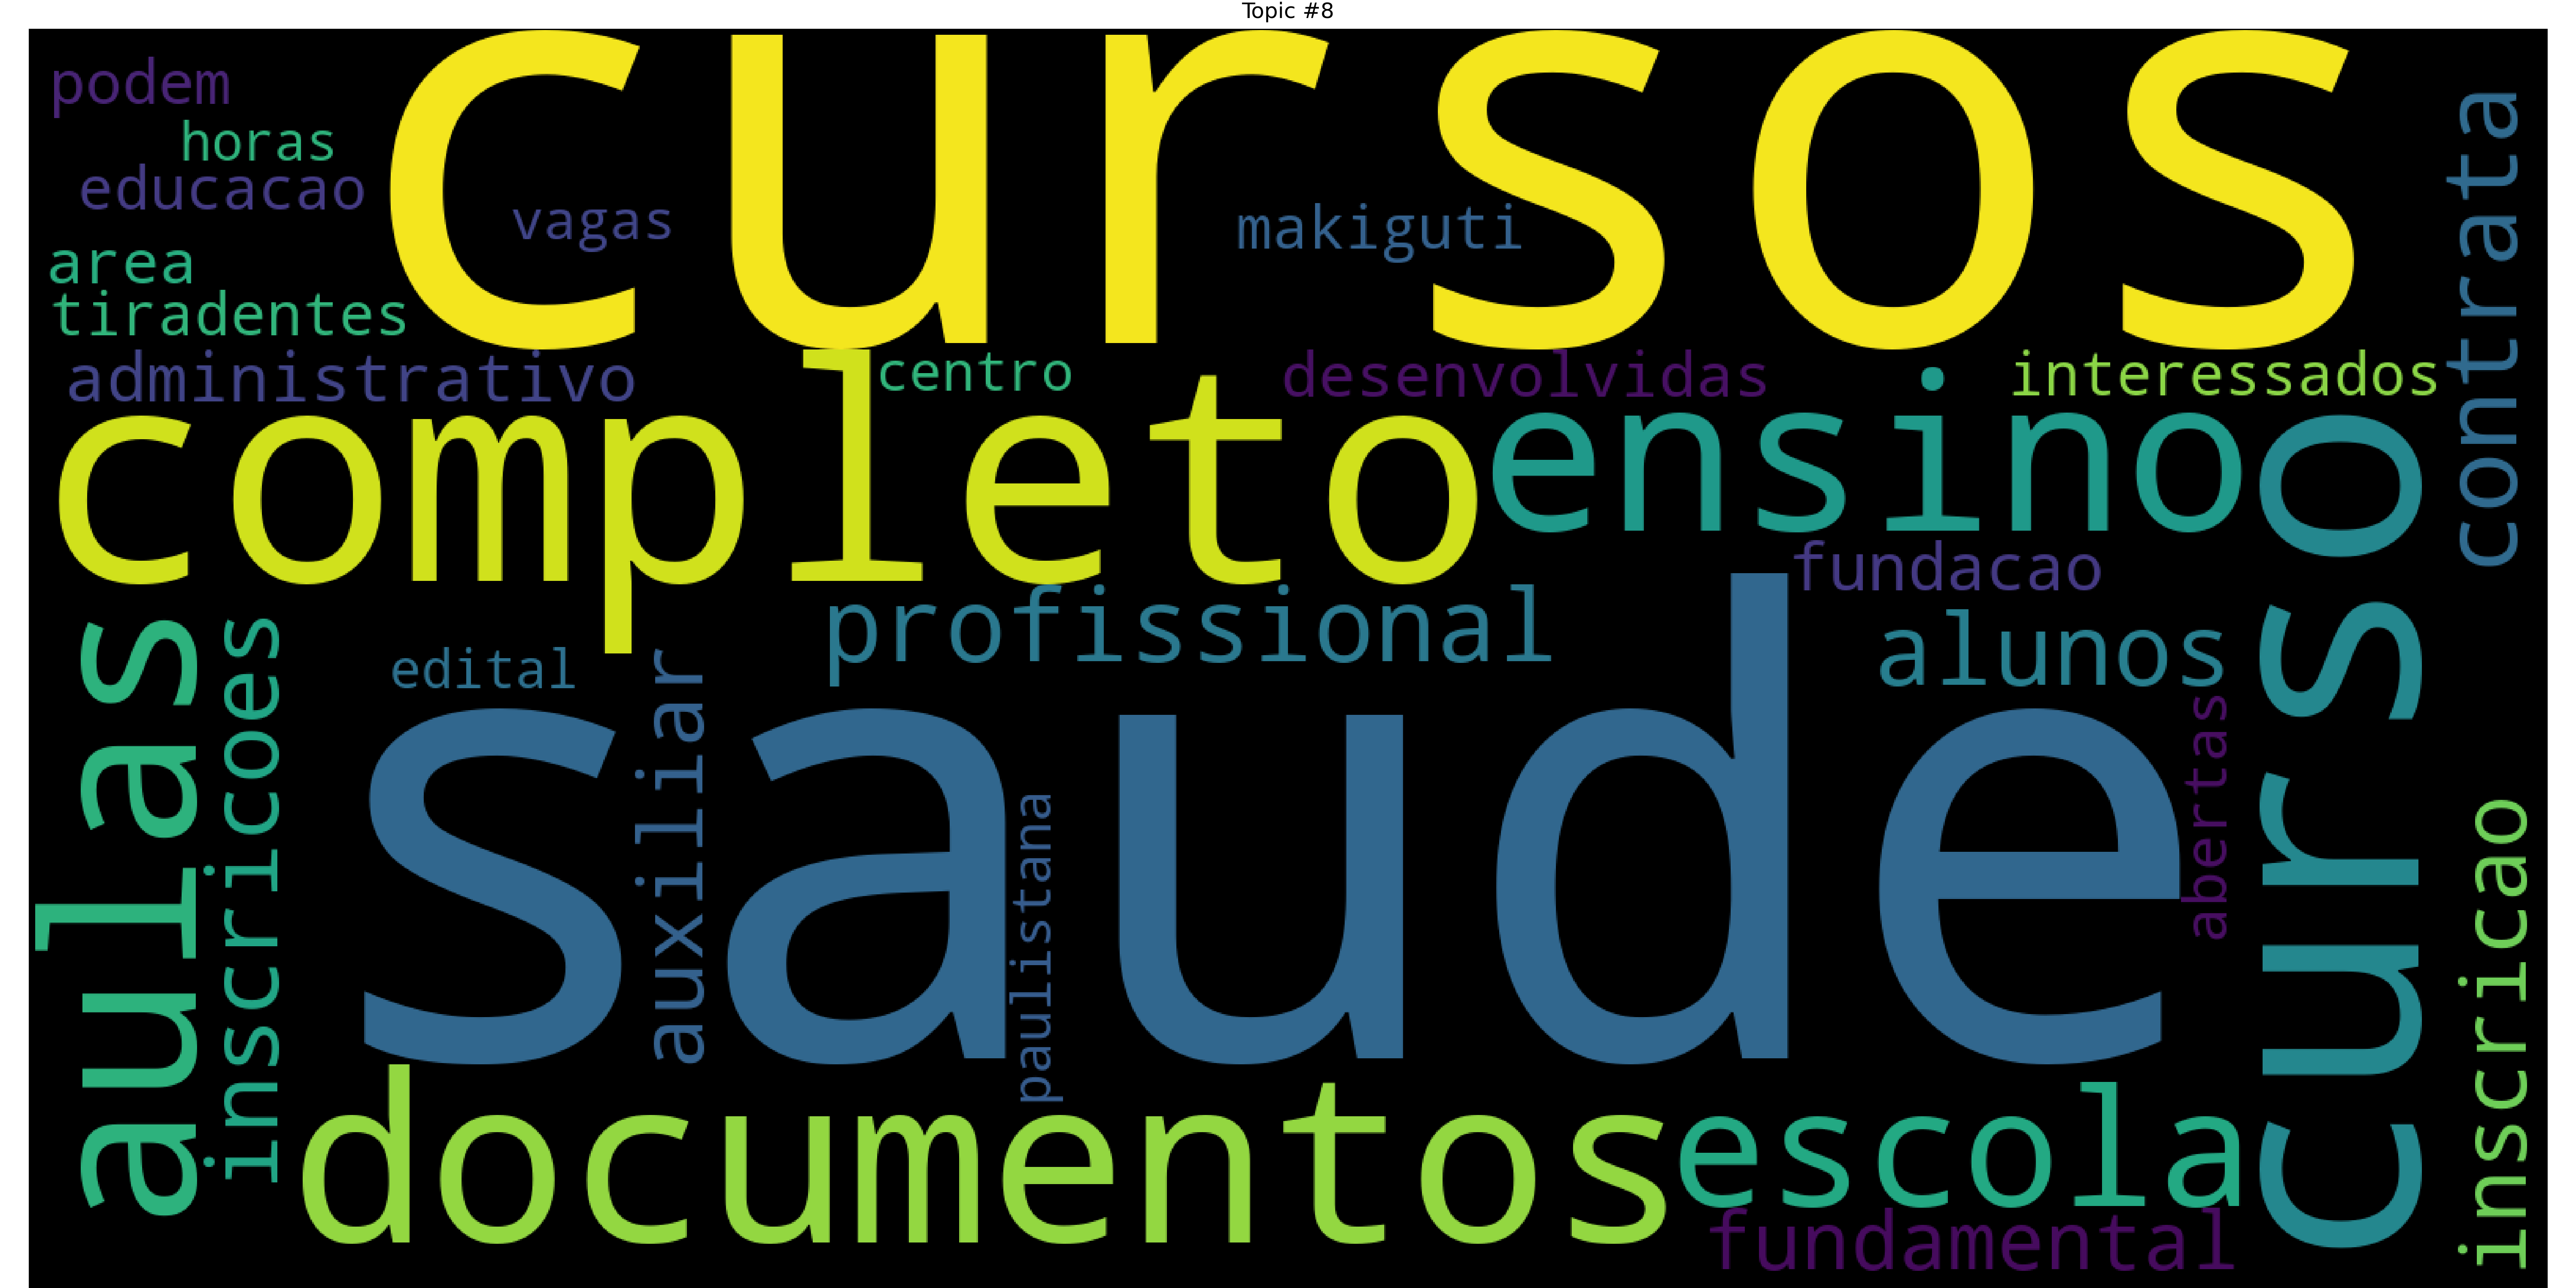 Topic #8
cursos
podem
horas
educacao
vagas
makiguti
area
tiradentes
administrativo
centro
desenvolvidas
interessados
contrata
completo
ensino
fundacao
profissional
alunos
edital
aulas
inscricoes
auxiliar
saude
paulistana
abertas
curso
inscricao
documentos
escola
fundamental